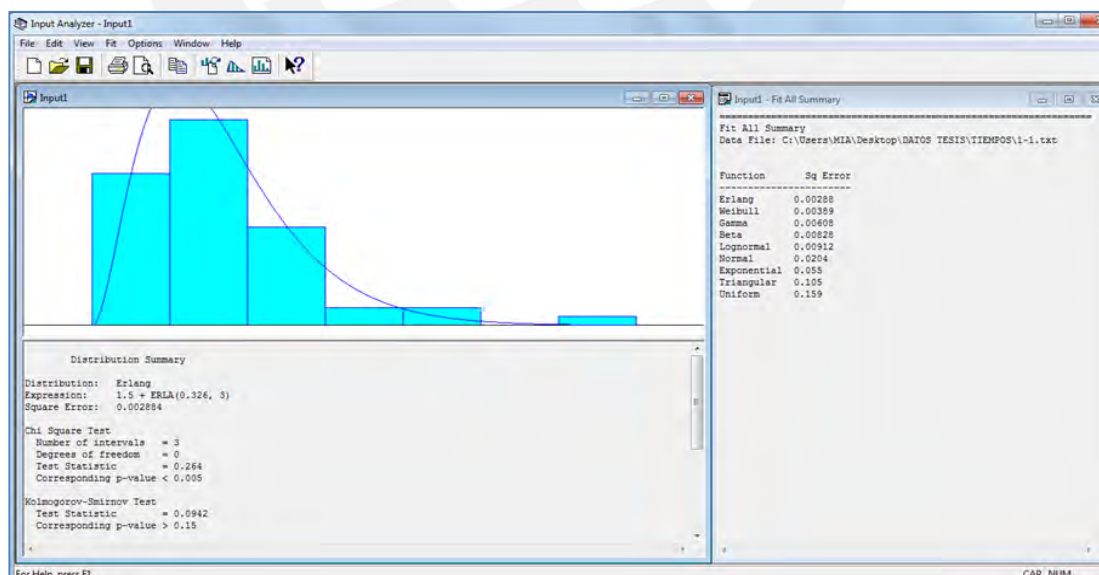 Input Analyzer - Input1
File Edit View Fit Options Window Help
Input1
Distribution Summary
Distribution: Erlang
Expression: 1.5 + ERLA(0.326, 3)
Square Error: 0.002884
Chi Square Test
Number of intervals = 3
Degrees of freedom = 0
Test Statistic = 0.264
Corresponding p-value < 0.005
Kolmogorov-Smirnov Test
Test Statistic = 0.0942
Corresponding p-value > 0.15
Input1 - Fit All Summary
Fit All Summary
Data File: C:\Users\MIA\Desktop\DATOS TESIS\TIEMPOS\1-1.txt
Function Sq Error
Erlang 0.00288
Weibull 0.00389
Gamma 0.00608
Beta 0.00828
Lognormal 0.00912
Normal 0.0204
Exponential 0.055
Triangular 0.105
Uniform 0.159
For Help, press F1
CAP NUM